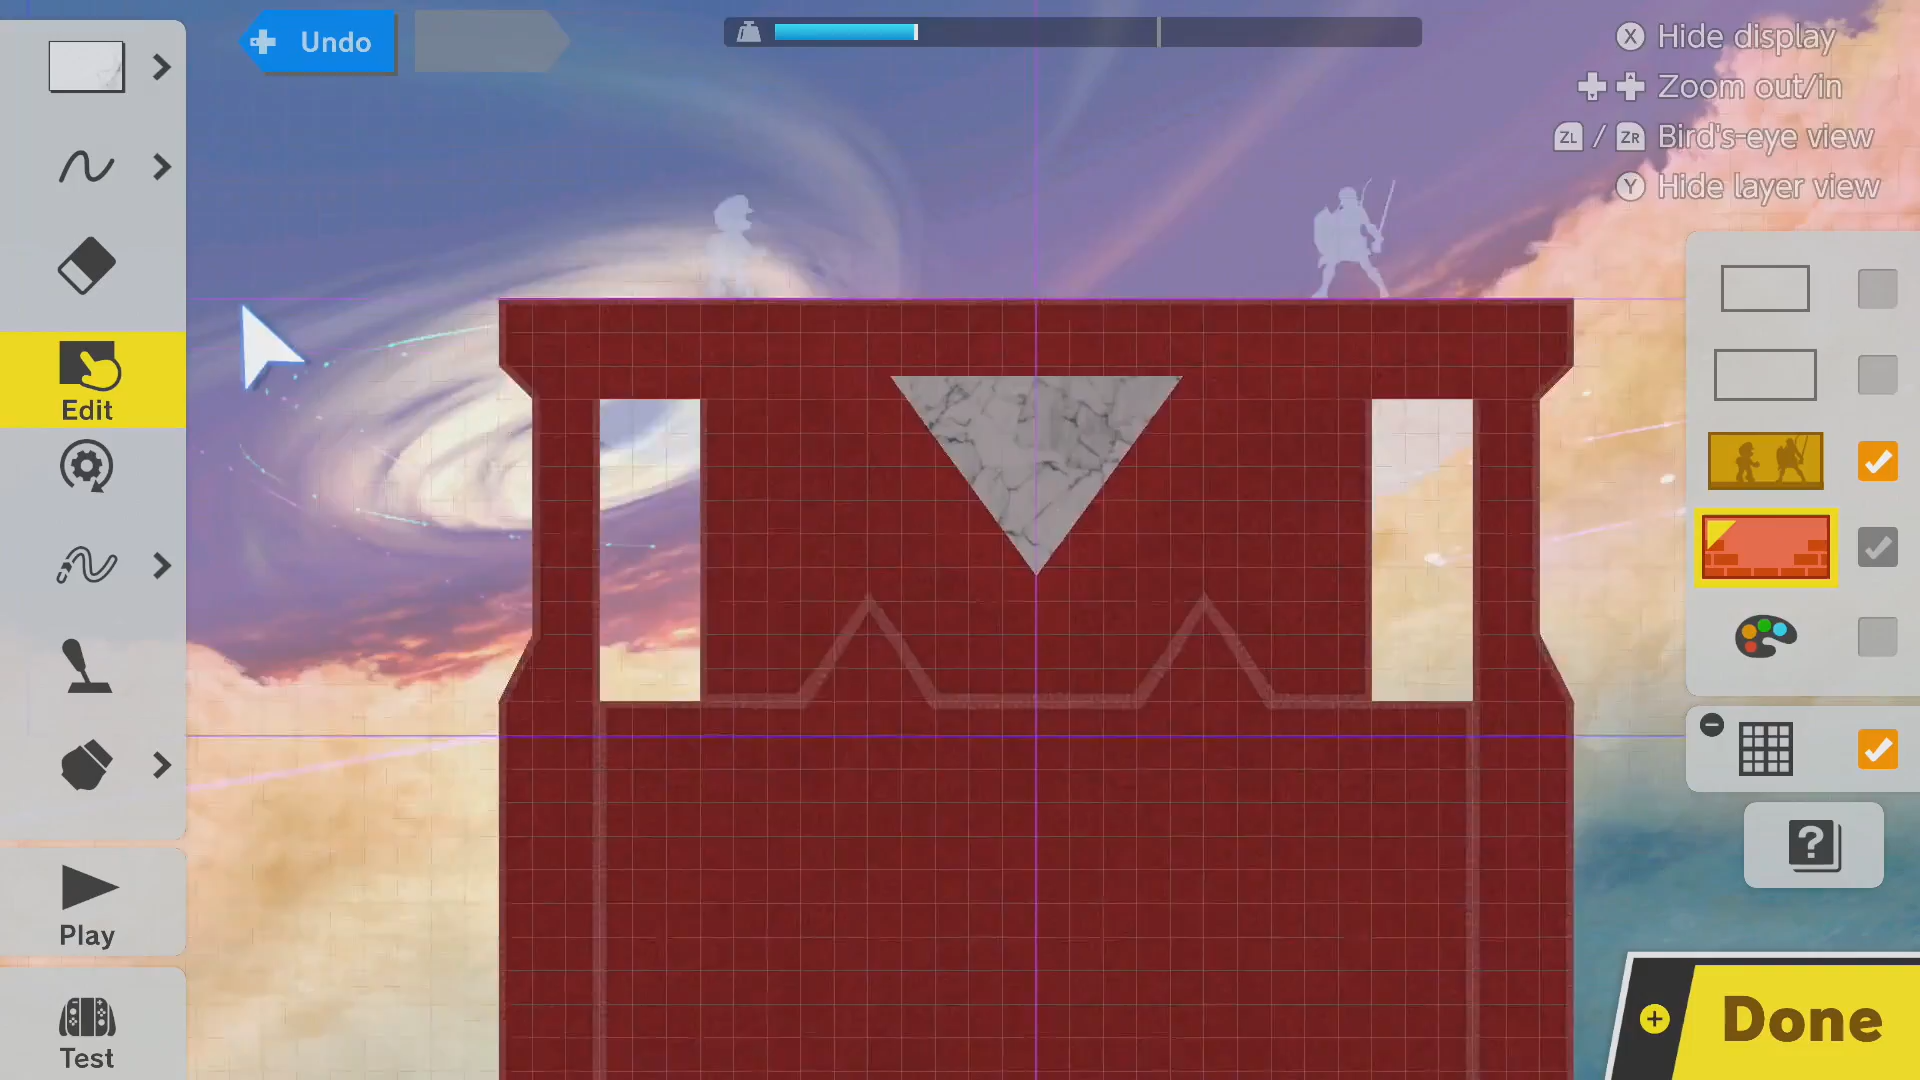 Undo
X Hide display
Zoom out/in
ZL / ZR Bird's-eye view
Y Hide layer view
Edit
Play
Test
?
Done